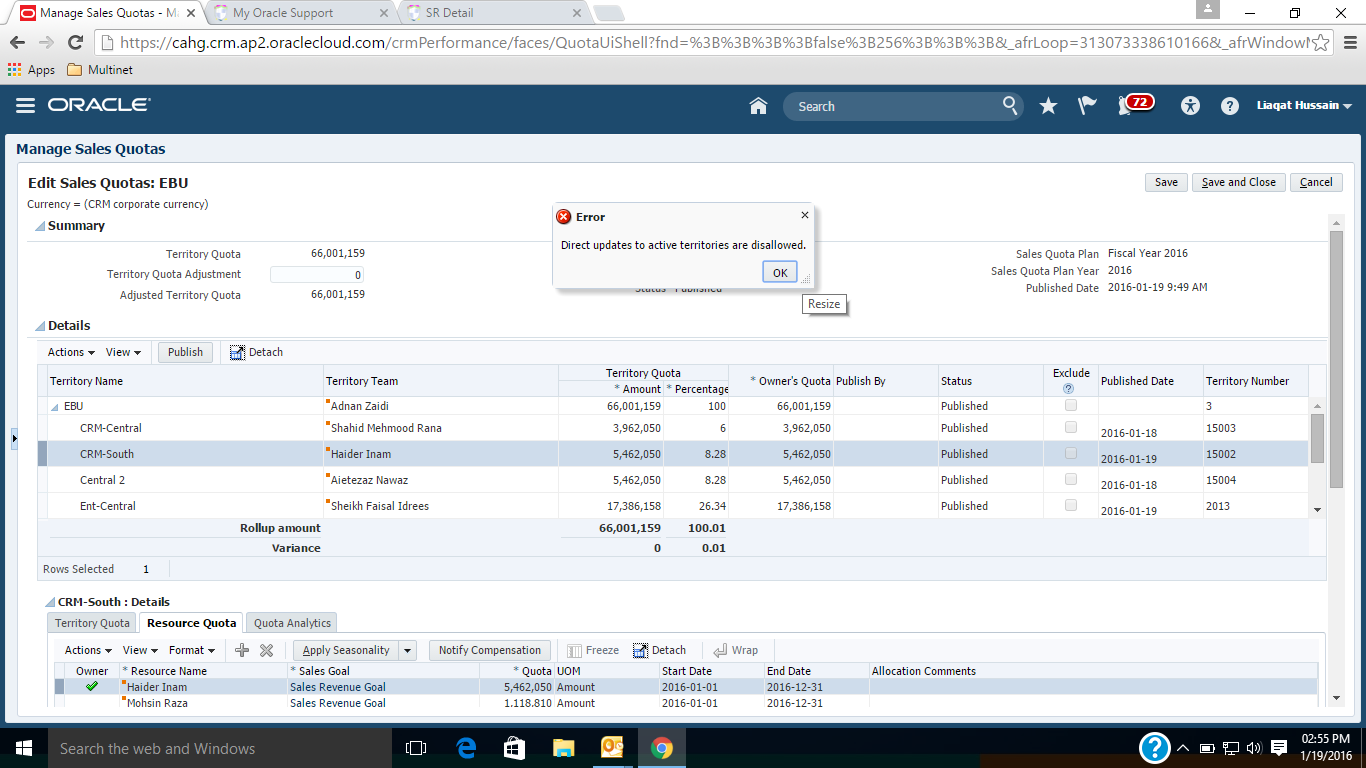 Manage Sales Quotas - Ma
My Oracle Support
SR Detail
https://cahg.crm.ap2.oraclecloud.com/crmPerformance/faces/QuotaUiShell?fnd=%3B%3B%3B%3Bfalse%3B256%3B%3B%3B&_afrLoop=313073338610166&_afrWindowM
Apps Multinet
ORACLE Search 72 Liaqat Hussain
Manage Sales Quotas
Edit Sales Quotas: EBU Save Save and Close Cancel
Currency = (CRM corporate currency)
Summary
Territory Quota 66,001,159
Territory Quota Adjustment 0
Adjusted Territory Quota 66,001,159
Error
Direct updates to active territories are disallowed.
OK
Resize
Sales Quota Plan Fiscal Year 2016
Sales Quota Plan Year 2016
Published Date 2016-01-19 9:49 AM
Status Published
Details
Actions View Publish Detach
Territory Name Territory Team Territory Quota * Amount * Percentage * Owner's Quota Publish By Status Exclude Published Date Territory Number
EBU Adnan Zaidi 66,001,159 100 66,001,159 Published 3
CRM-Central Shahid Mehmood Rana 3,962,050 6 3,962,050 Published 2016-01-18 15003
CRM-South Haider Inam 5,462,050 8.28 5,462,050 Published 2016-01-19 15002
Central 2 Aietezaz Nawaz 5,462,050 8.28 5,462,050 Published 2016-01-18 15004
Ent-Central Sheikh Faisal Idrees 17,386,158 26.34 17,386,158 Published 2016-01-19 2013
Rollup amount 66,001,159 100.01
Variance 0 0.01
Rows Selected 1
CRM-South : Details
Territory Quota Resource Quota Quota Analytics
Actions View Format Apply Seasonality Notify Compensation Freeze Detach Wrap
Owner * Resource Name * Sales Goal * Quota UOM Start Date End Date Allocation Comments
Haider Inam Sales Revenue Goal 5,462,050 Amount 2016-01-01 2016-12-31
Mohsin Raza Sales Revenue Goal 1,118,810 Amount 2016-01-01 2016-12-31
Search the web and Windows
02:55 PM
1/19/2016